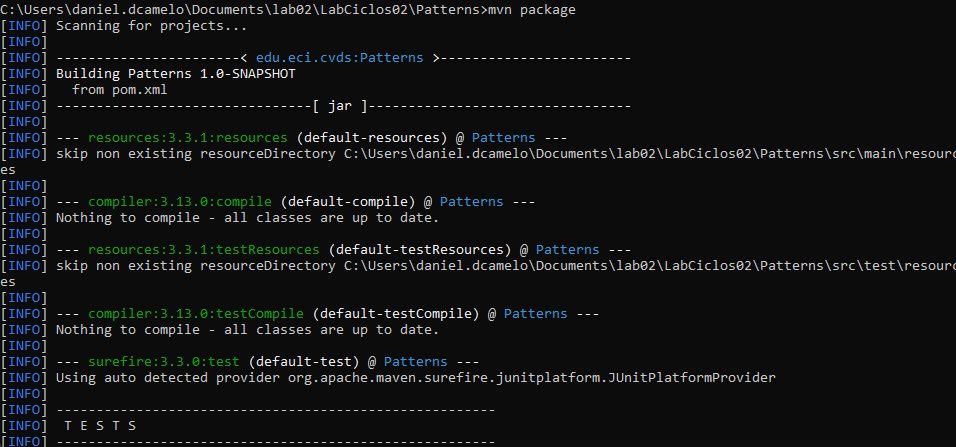 C:\Users\daniel.dcamelo\Documents\lab02\LabCiclos02\Patterns>mvn package
[INFO] Scanning for projects...
[INFO]
[INFO] -----------------------< edu.eci.cvds:Patterns >------------------------
[INFO] Building Patterns 1.0-SNAPSHOT
[INFO]   from pom.xml
[INFO] --------------------------------[ jar ]---------------------------------
[INFO]
[INFO] --- resources:3.3.1:resources (default-resources) @ Patterns ---
[INFO] skip non existing resourceDirectory C:\Users\daniel.dcamelo\Documents\lab02\LabCiclos02\Patterns\src\main\resourc
es
[INFO]
[INFO] --- compiler:3.13.0:compile (default-compile) @ Patterns ---
[INFO] Nothing to compile - all classes are up to date.
[INFO]
[INFO] --- resources:3.3.1:testResources (default-testResources) @ Patterns ---
[INFO] skip non existing resourceDirectory C:\Users\daniel.dcamelo\Documents\lab02\LabCiclos02\Patterns\src\test\resourc
es
[INFO]
[INFO] --- compiler:3.13.0:testCompile (default-testCompile) @ Patterns ---
[INFO] Nothing to compile - all classes are up to date.
[INFO]
[INFO] --- surefire:3.3.0:test (default-test) @ Patterns ---
[INFO] Using auto detected provider org.apache.maven.surefire.junitplatform.JUnitPlatformProvider
[INFO]
[INFO] -------------------------------------------------------
[INFO]  T E S T S
[INFO] -------------------------------------------------------